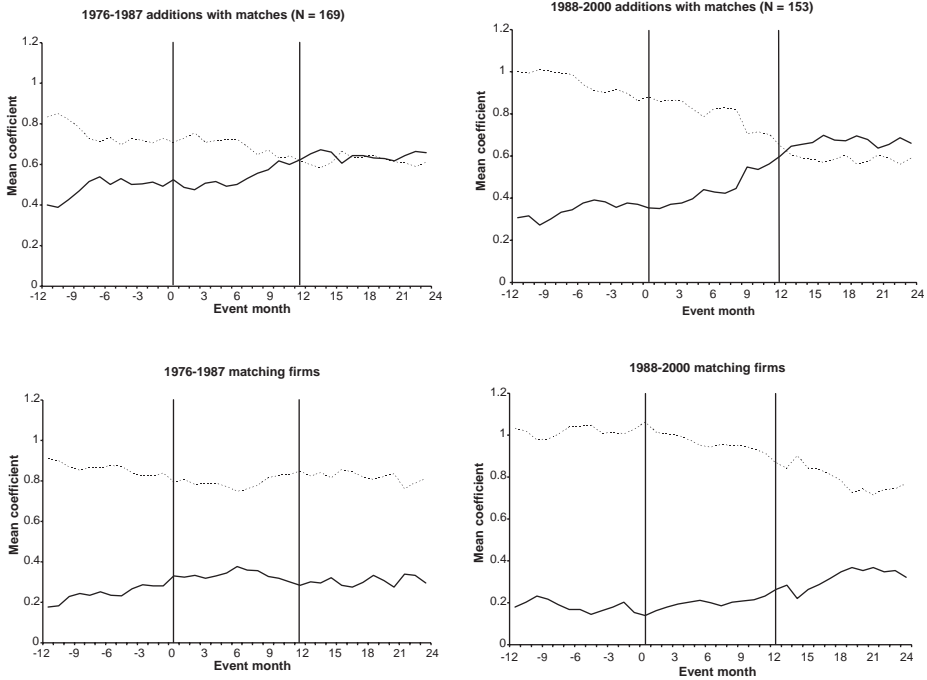 1976-1987 additions with matches (N = 169)
1.2
1
0.8
0.6
0.4
0.2
0
Mean coefficient
-12 -9 -6 -3 0 3 6 9 12 15 18 21 24
Event month
1988-2000 additions with matches (N = 153)
1.2
1
0.8
0.6
0.4
0.2
0
Mean coefficient
-12 -9 -6 -3 0 3 6 9 12 15 18 21 24
Event month
1976-1987 matching firms
1.2
1
0.8
0.6
0.4
0.2
0
Mean coefficient
-12 -9 -6 -3 0 3 6 9 12 15 18 21 24
Event month
1988-2000 matching firms
1.2
1
0.8
0.6
0.4
0.2
0
Mean coefficient
-12 -9 -6 -3 0 3 6 9 12 15 18 21 24
Event month